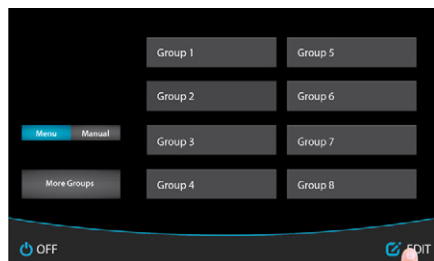 Group 1
Group 5
Group 2
Group 6
Menu
Manual
Group 3
Group 7
More Groups
Group 4
Group 8
OFF
EDIT